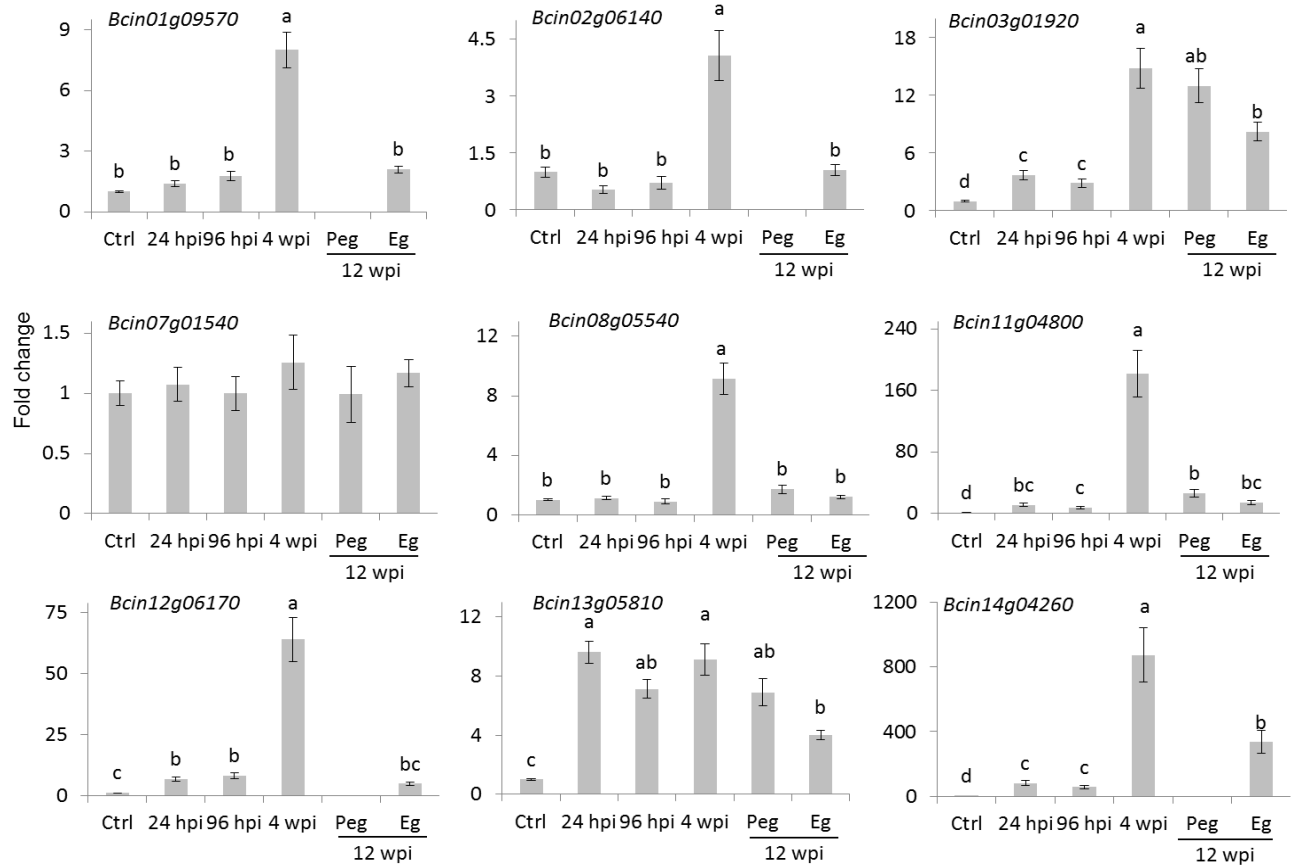 Fold change
Bcin01g09570
9
6
3
0
b
b
b
a
b
Ctrl 24 hpi 96 hpi 4 wpi Peg Eg
12 wpi
Bcin02g06140
4.5
3
1.5
0
b
b
b
a
b
Ctrl 24 hpi 96 hpi 4 wpi Peg Eg
12 wpi
Bcin03g01920
18
12
6
0
d
c
c
a
ab
b
Ctrl 24 hpi 96 hpi 4 wpi Peg Eg
12 wpi
Bcin07g01540
1.5
1
0.5
0
Ctrl 24 hpi 96 hpi 4 wpi Peg Eg
12 wpi
Bcin08g05540
12
8
4
0
b
b
b
a
b
b
Ctrl 24 hpi 96 hpi 4 wpi Peg Eg
12 wpi
Bcin11g04800
240
160
80
0
d
bc
c
a
b
bc
Ctrl 24 hpi 96 hpi 4 wpi Peg Eg
12 wpi
Bcin12g06170
75
50
25
0
c
b
b
a
bc
Ctrl 24 hpi 96 hpi 4 wpi Peg Eg
12 wpi
Bcin13g05810
12
8
4
0
c
a
ab
a
ab
b
Ctrl 24 hpi 96 hpi 4 wpi Peg Eg
12 wpi
Bcin14g04260
1200
800
400
0
d
c
c
a
b
Ctrl 24 hpi 96 hpi 4 wpi Peg Eg
12 wpi